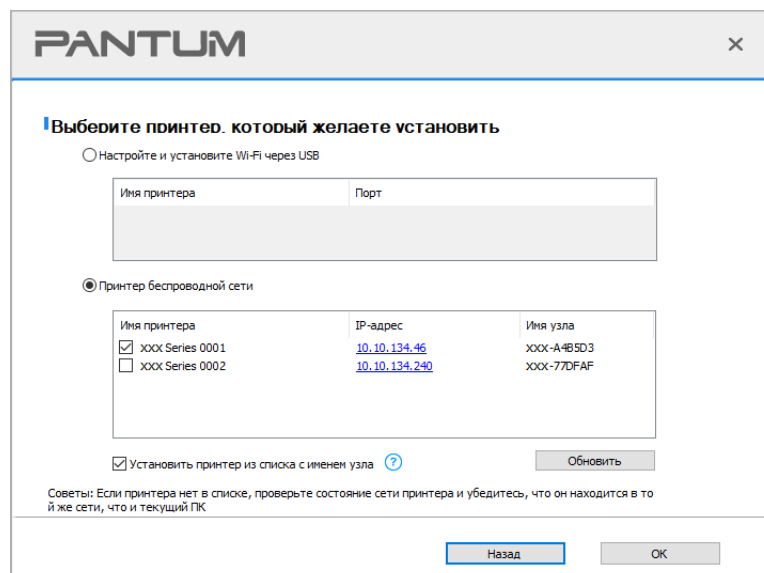 PANTUM
Выберите принтер, который желаете установить
Настройте и установите Wi-Fi через USB
Имя принтера Порт
Принтер беспроводной сети
Имя принтера IP-адрес Имя узла
xxx Series 0001 10.10.134.46 xxx-A4B5D3
xxx Series 0002 10.10.134.240 xxx-77DFAF
Установить принтер из списка с именем узла ? Обновить
Советы: Если принтера нет в списке, проверьте состояние сети принтера и убедитесь, что он находится в то
й же сети, что и текущий ПК
Назад OK